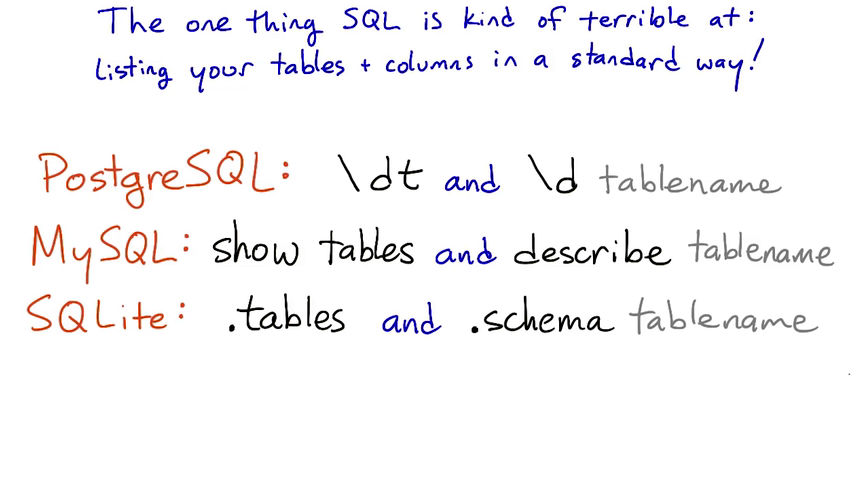 The one thing SQL is kind of terrible at:
listing your tables + columns in a standard way!
PostgreSQL: \dt and \d tablename
MySQL: show tables and describe tablename
SQLite: .tables and .schema tablename